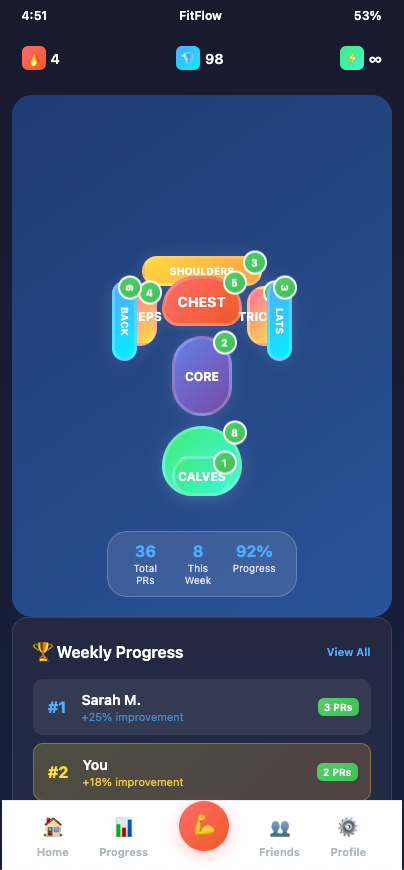 4:51 FitFlow 53%
4 98 ∞
SHOULDERS 3
CHEST 5
6 4
BACK EPS TRIC LATS 3
CORE 2
8
CALVES 1
36 8 92%
Total This Progress
PRs Week
Weekly Progress View All
#1 Sarah M. 3 PRs
+25% improvement
#2 You 2 PRs
+18% improvement
Home Progress Friends Profile